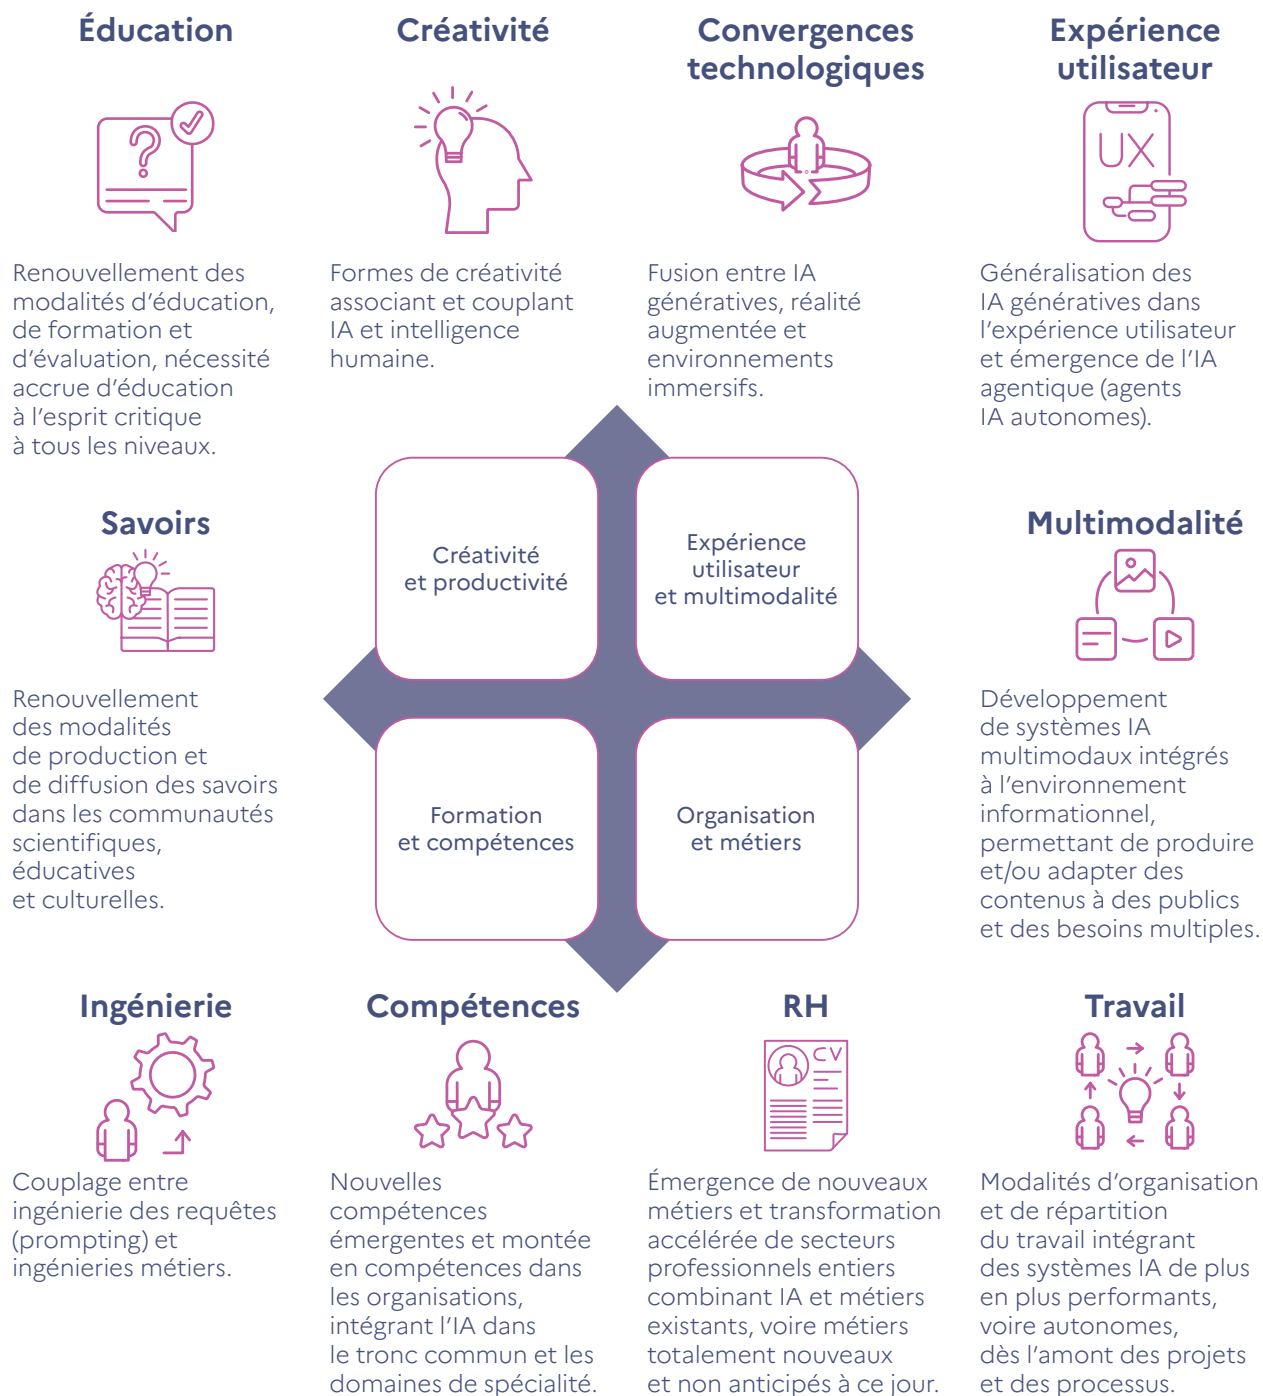 Éducation
Renouvellement des
modalités d’éducation,
de formation et
d’évaluation, nécessité
accrue d’éducation
à l’esprit critique
à tous les niveaux.
Créativité
Formes de créativité
associant et couplant
IA et intelligence
humaine.
Convergences
technologiques
Fusion entre IA
génératives, réalité
augmentée et
environnements
immersifs.
Expérience
utilisateur
UX
Généralisation des
IA génératives dans
l’expérience utilisateur
et émergence de l’IA
agentique (agents
IA autonomes).
Savoirs
Renouvellement
des modalités
de production et
de diffusion des savoirs
dans les communautés
scientifiques,
éducatives
et culturelles.
Créativité
et productivité
Expérience
utilisateur
et multimodalité
Formation
et compétences
Organisation
et métiers
Multimodalité
Développement
de systèmes IA
multimodaux intégrés
à l’environnement
informationnel,
permettant de produire
et/ou adapter des
contenus à des publics
et des besoins multiples.
Ingénierie
Couplage entre
ingénierie des requêtes
(prompting) et
ingénieries métiers.
Compétences
Nouvelles
compétences
émergentes et montée
en compétences dans
les organisations,
intégrant l’IA dans
le tronc commun et les
domaines de spécialité.
RH
CV
Émergence de nouveaux
métiers et transformation
accélérée de secteurs
professionnels entiers
combinant IA et métiers
existants, voire métiers
totalement nouveaux
et non anticipés à ce jour.
Travail
Modalités d’organisation
et de répartition
du travail intégrant
des systèmes IA de plus
en plus performants,
voire autonomes,
dès l’amont des projets
et des processus.